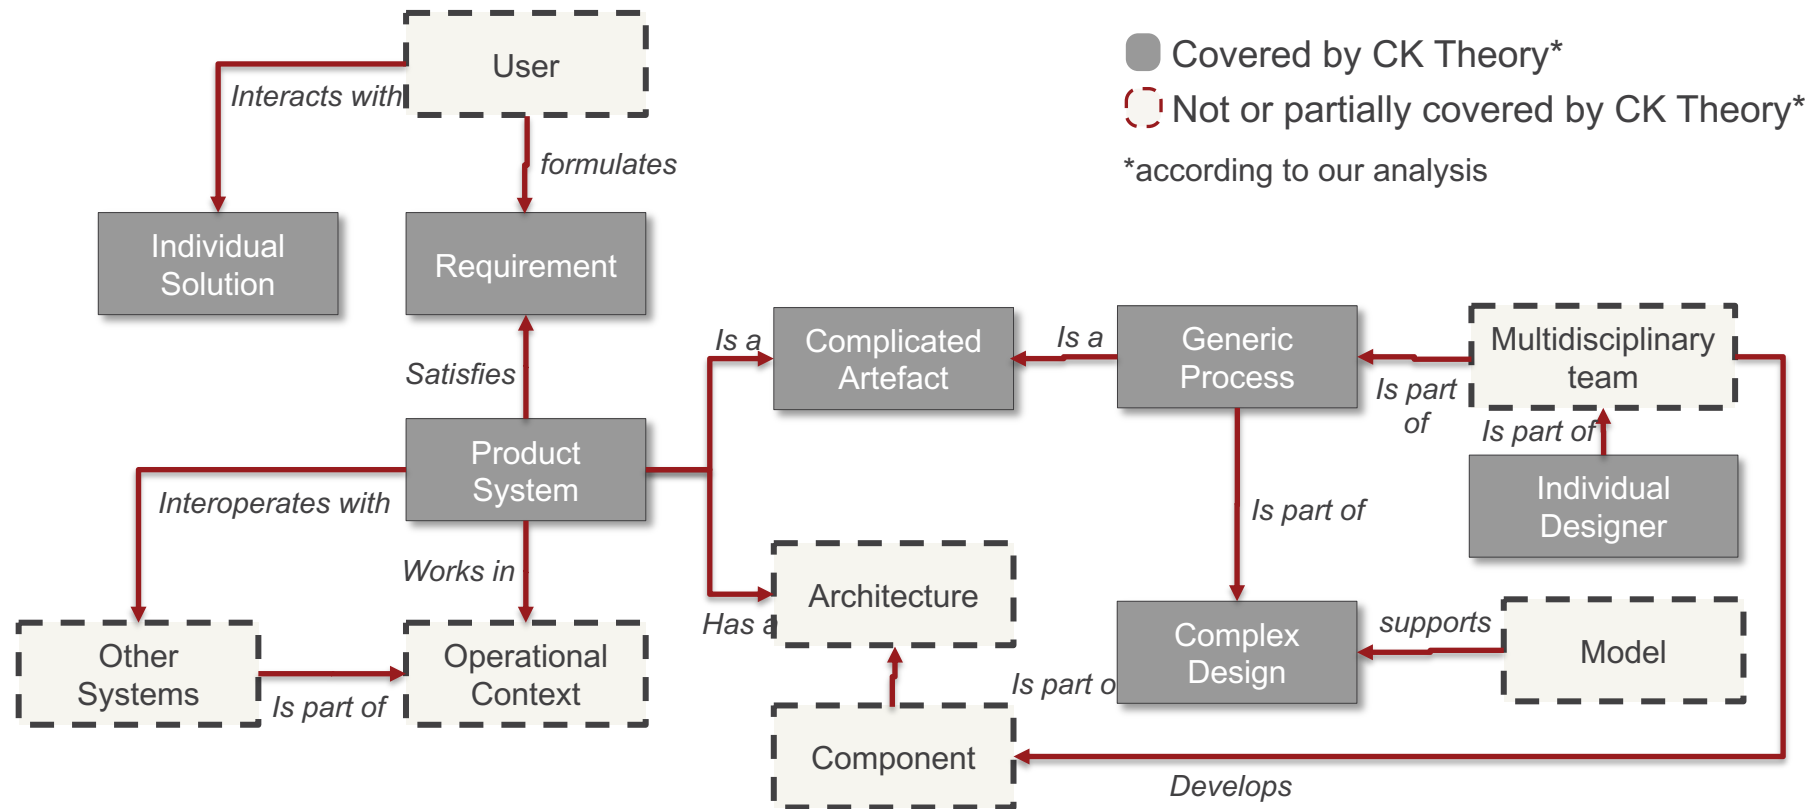 User
Covered by CK Theory*
Interacts with
Not or partially covered by CK Theory*
formulates
*according to our analysis
Individual
Solution
Requirement
Is a
Complicated
Artefact
Is a
Generic
Process
Multidisciplinary
team
Satisfies
Is part
of
Is part of
Product
System
Individual
Designer
Interoperates with
Is part of
Works in
Architecture
Has a
supports
Complex
Design
Model
Other
Systems
Operational
Context
Is part of
Is part o
Component
Develops